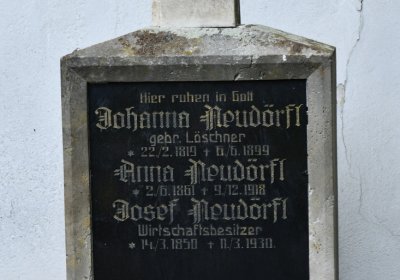 Hier ruhen in Gott
Johanna Neudörfl
gebr. Löschner
* 22./2. 1819 † 6./6. 1899
Anna Neudörfl
* 2./6. 1861 † 9./12. 1918
Josef Neudörfl
Wirtschaftsbesitzer
* 14./3. 1850 † 11./3. 1930.